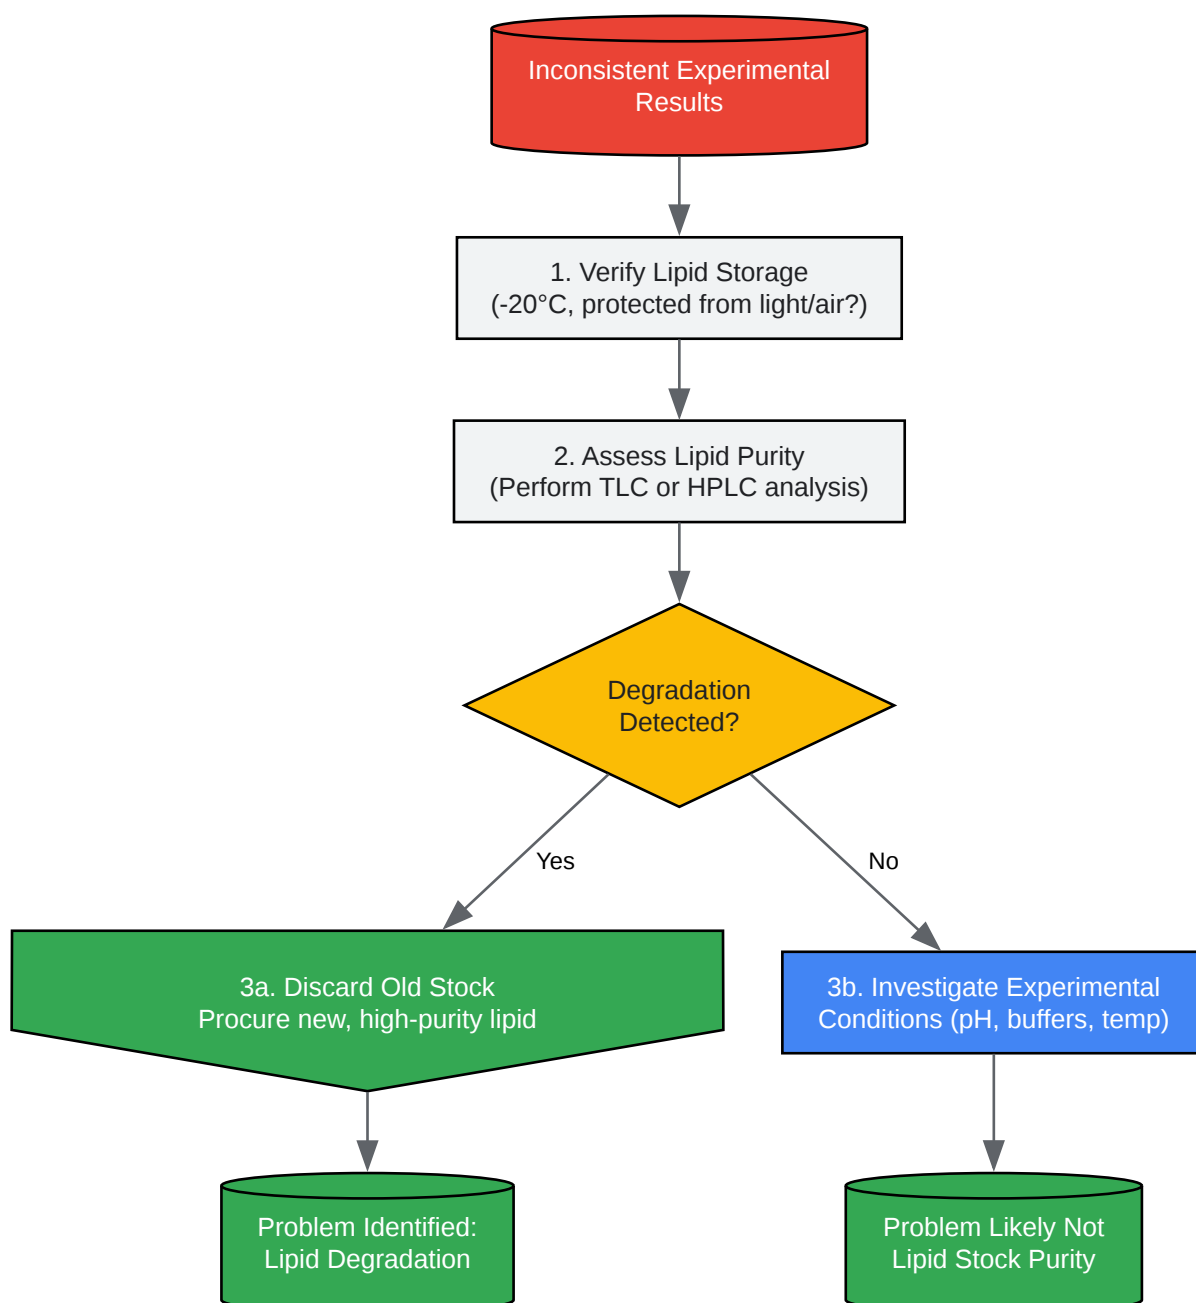 Inconsistent Experimental
Results
1. Verify Lipid Storage
(-20°C, protected from light/air?)
2. Assess Lipid Purity
(Perform TLC or HPLC analysis)
Degradation
Detected?
Yes
No
3a. Discard Old Stock
Procure new, high-purity lipid
3b. Investigate Experimental
Conditions (pH, buffers, temp)
Problem Identified:
Lipid Degradation
Problem Likely Not
Lipid Stock Purity